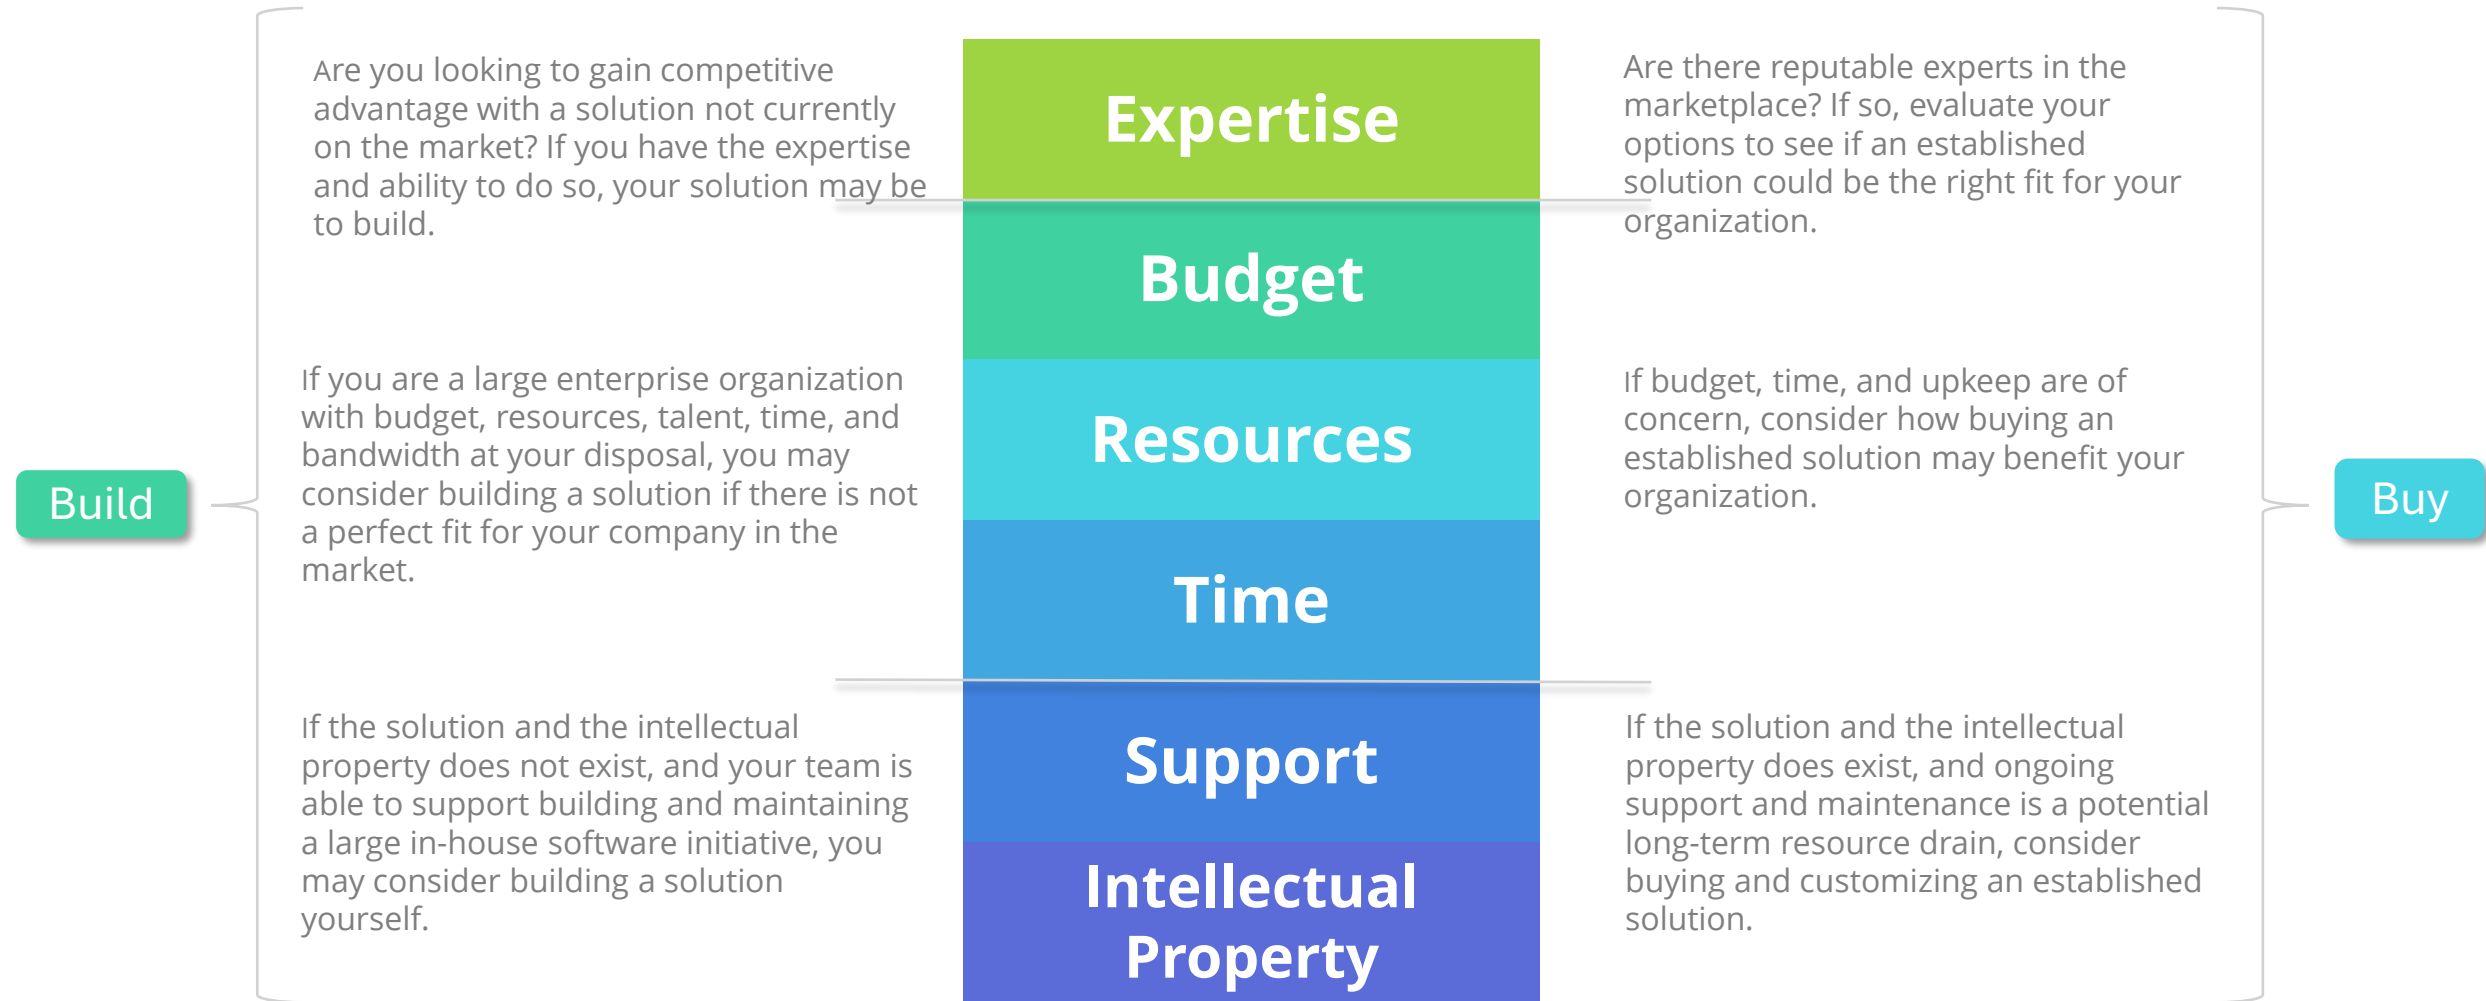 Build
Are you looking to gain competitive
advantage with a solution not currently
on the market? If you have the expertise
and ability to do so, your solution may be
to build.
If you are a large enterprise organization
with budget, resources, talent, time, and
bandwidth at your disposal, you may
consider building a solution if there is not
a perfect fit for your company in the
market.
If the solution and the intellectual
property does not exist, and your team is
able to support building and maintaining
a large in-house software initiative, you
may consider building a solution
yourself.
Expertise
Budget
Resources
Time
Support
Intellectual
Property
Are there reputable experts in the
marketplace? If so, evaluate your
options to see if an established
solution could be the right fit for your
organization.
If budget, time, and upkeep are of
concern, consider how buying an
established solution may benefit your
organization.
If the solution and the intellectual
property does exist, and ongoing
support and maintenance is a potential
long-term resource drain, consider
buying and customizing an established
solution.
Buy